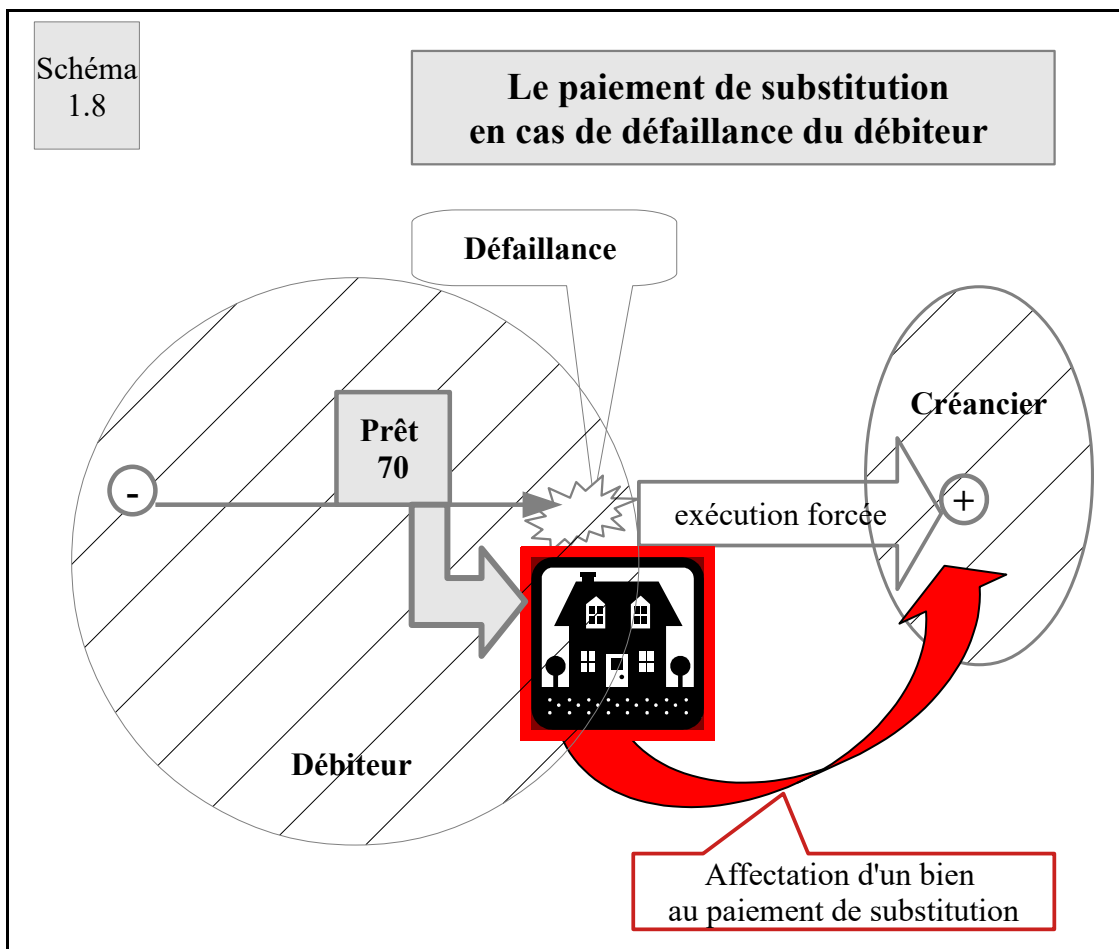 Schéma
1.8
Le paiement de substitution
en cas de défaillance du débiteur
Défaillance
Créancier
Prêt
70
-
exécution forcée
+
Débiteur
Affectation d'un bien
au paiement de substitution